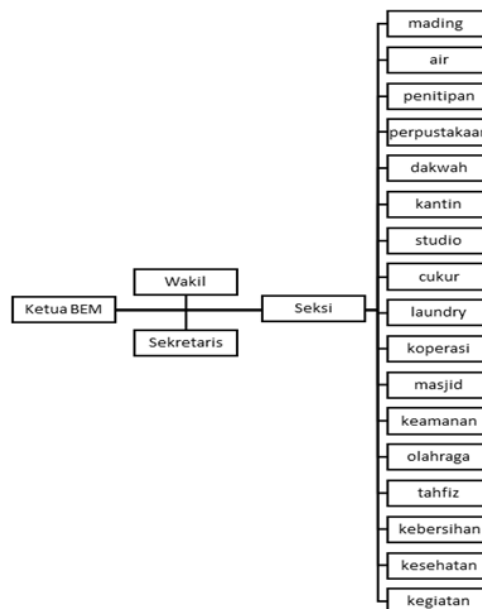 Ketua BEM
Wakil
Sekretaris
Seksi
mading
air
penitipan
perpustakaan
dakwah
kantin
studio
cukur
laundry
koperasi
masjid
keamanan
olahraga
tahfiz
kebersihan
kesehatan
kegiatan